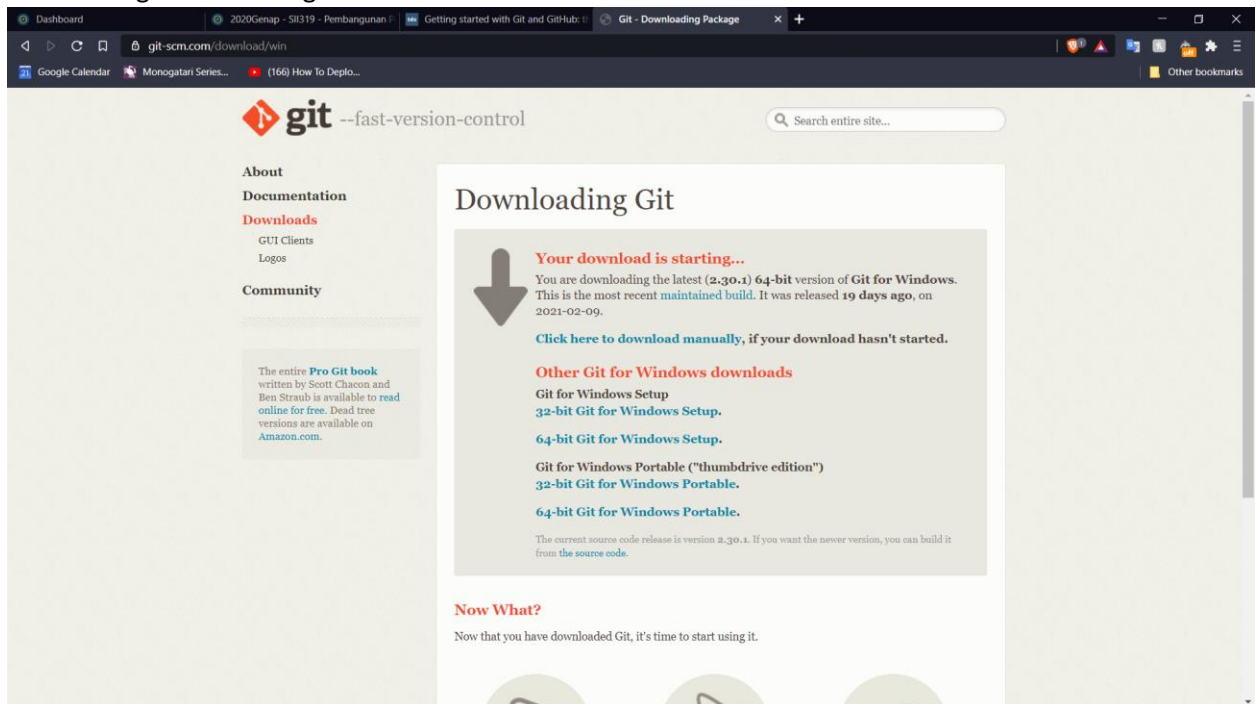 Dashboard
2020Genap - SII319 - Pembangunan P
Getting started with Git and GitHub: t
Git - Downloading Package
git-scm.com/download/win
Google Calendar
Monogatari Series...
(166) How To Deplo...
Other bookmarks
git --fast-version-control
Search entire site...
About
Documentation
Downloads
GUI Clients
Logos
Community
The entire Pro Git book
written by Scott Chacon and
Ben Straub is available to read
online for free. Dead tree
versions are available on
Amazon.com.
Downloading Git
Your download is starting...
You are downloading the latest (2.30.1) 64-bit version of Git for Windows.
This is the most recent maintained build. It was released 19 days ago, on
2021-02-09.
Click here to download manually, if your download hasn't started.
Other Git for Windows downloads
Git for Windows Setup
32-bit Git for Windows Setup.
64-bit Git for Windows Setup.
Git for Windows Portable ("thumbdrive edition")
32-bit Git for Windows Portable.
64-bit Git for Windows Portable.
The current source code release is version 2.30.1. If you want the newer version, you can build it
from the source code.
Now What?
Now that you have downloaded Git, it's time to start using it.